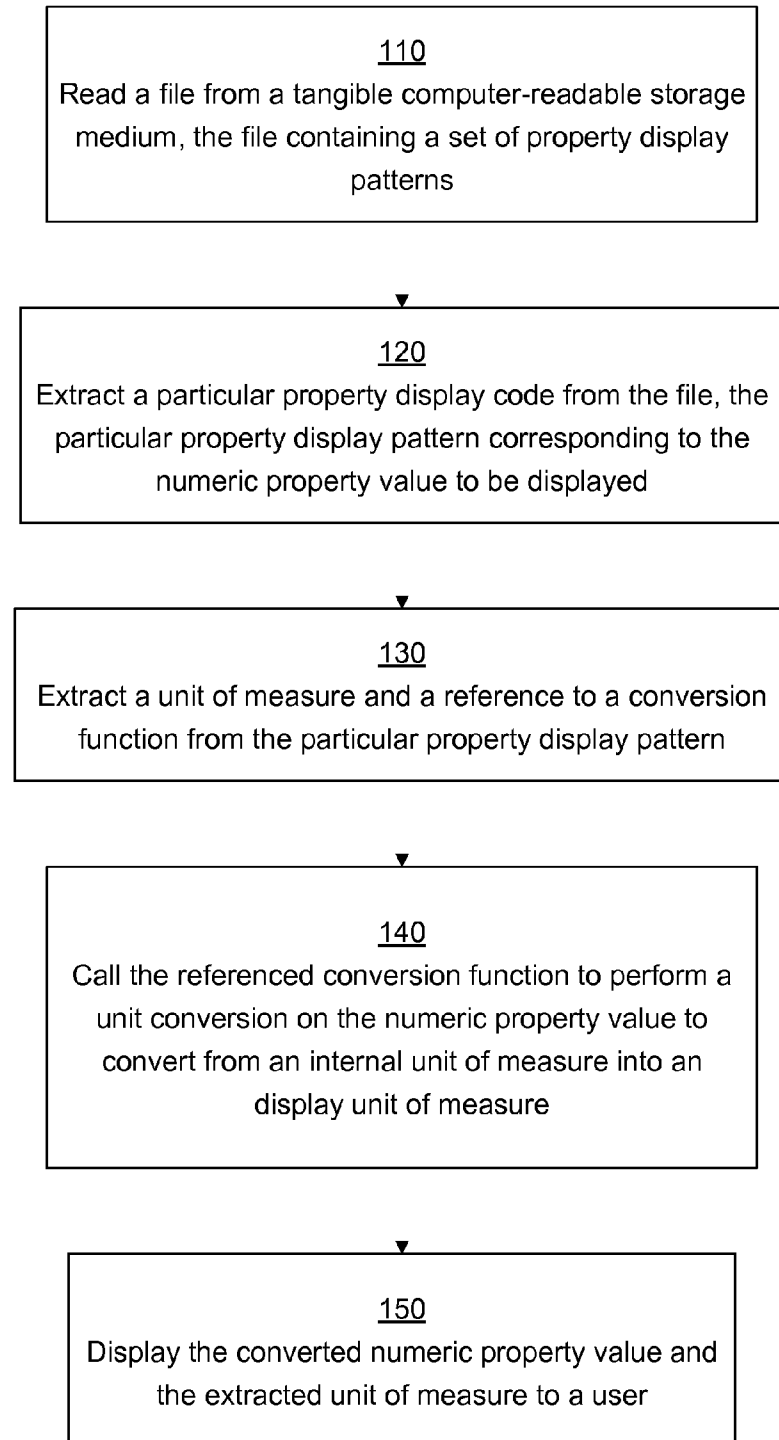 110
Read a file from a tangible computer-readable storage
medium, the file containing a set of property display
patterns
120
Extract a particular property display code from the file, the
particular property display pattern corresponding to the
numeric property value to be displayed
130
Extract a unit of measure and a reference to a conversion
function from the particular property display pattern
140
Call the referenced conversion function to perform a
unit conversion on the numeric property value to
convert from an internal unit of measure into an
display unit of measure
150
Display the converted numeric property value and
the extracted unit of measure to a user